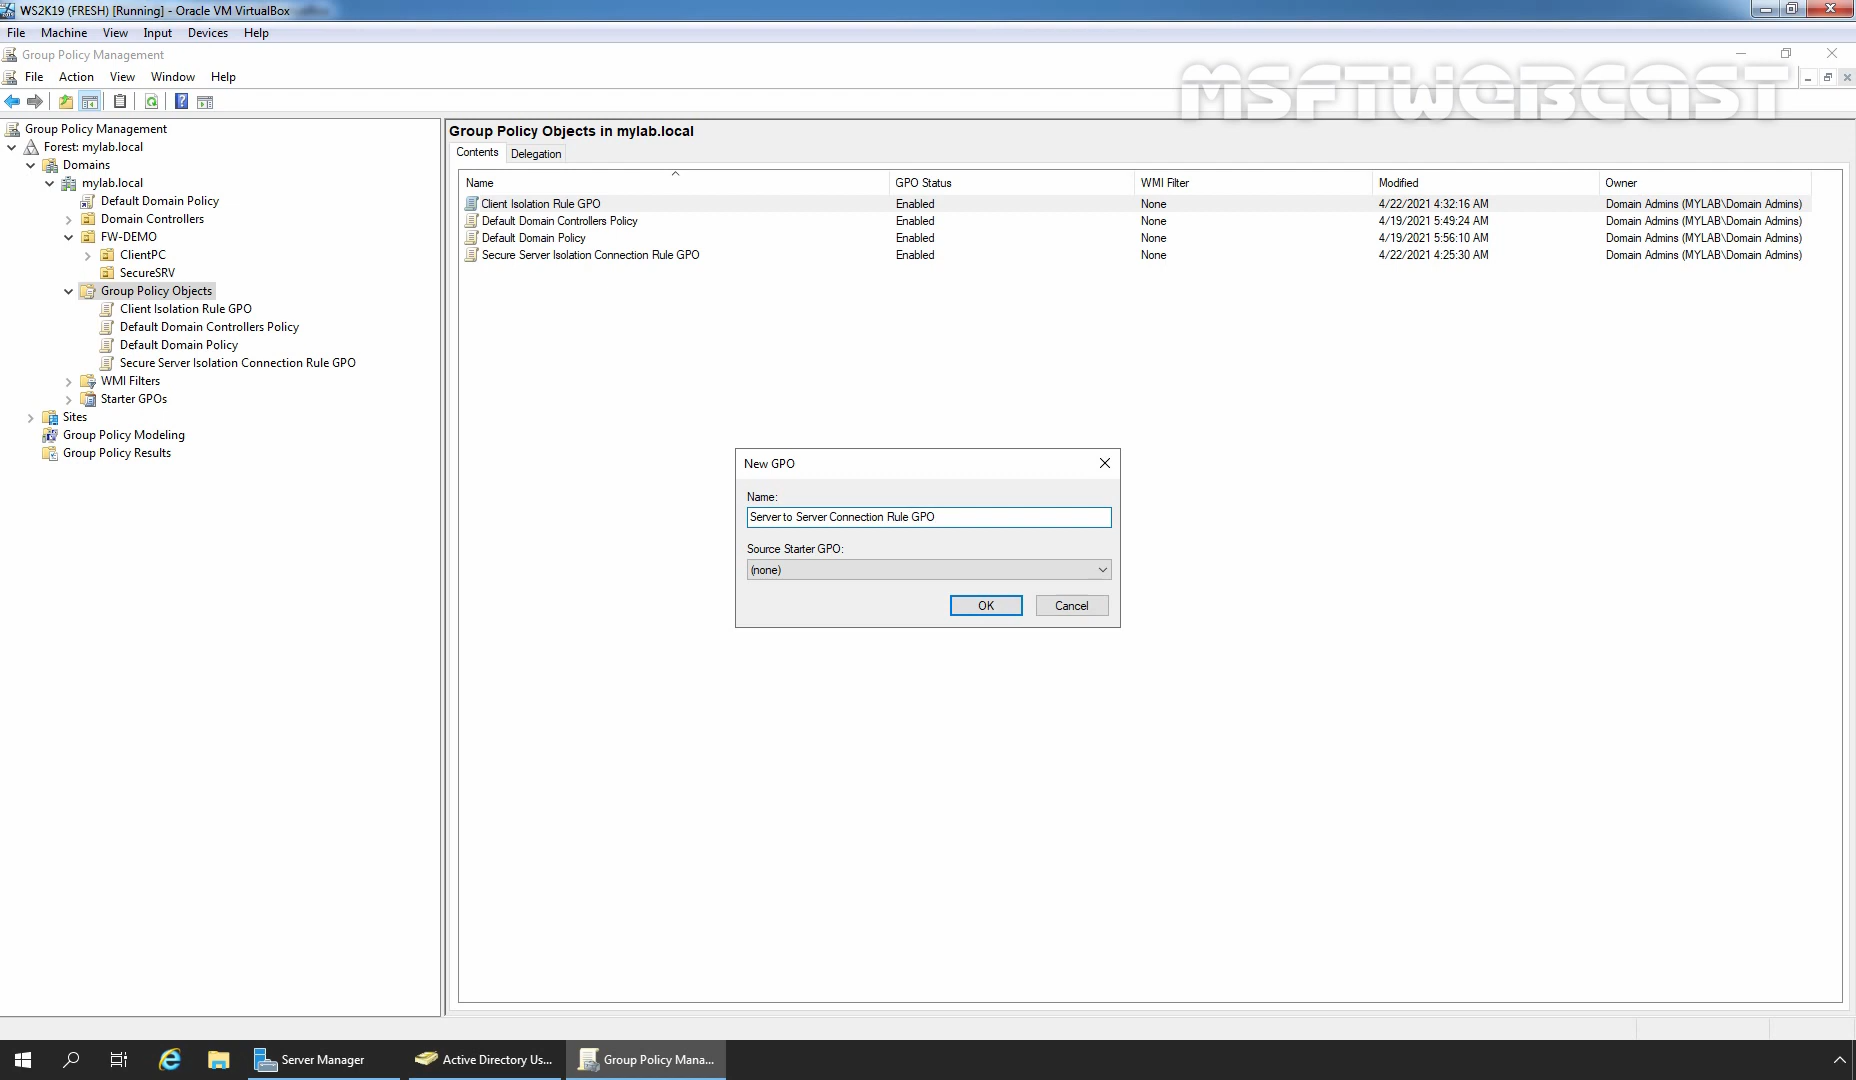 WS2K19 (FRESH) [Running] - Oracle VM VirtualBox
File Machine View Input Devices Help
Group Policy Management
File Action View Window Help
MSFTWEBCAST
Group Policy Management
Forest: mylab.local
Domains
mylab.local
Default Domain Policy
Domain Controllers
FW-DEMO
ClientPC
SecureSRV
Group Policy Objects
Client Isolation Rule GPO
Default Domain Controllers Policy
Default Domain Policy
Secure Server Isolation Connection Rule GPO
WMI Filters
Starter GPOs
Sites
Group Policy Modeling
Group Policy Results
Group Policy Objects in mylab.local
Contents Delegation
Name GPO Status WMI Filter Modified Owner
Client Isolation Rule GPO Enabled None 4/22/2021 4:32:16 AM Domain Admins (MYLAB\Domain Admins)
Default Domain Controllers Policy Enabled None 4/19/2021 5:49:24 AM Domain Admins (MYLAB\Domain Admins)
Default Domain Policy Enabled None 4/19/2021 5:56:10 AM Domain Admins (MYLAB\Domain Admins)
Secure Server Isolation Connection Rule GPO Enabled None 4/22/2021 4:25:30 AM Domain Admins (MYLAB\Domain Admins)
New GPO
Name:
Server to Server Connection Rule GPO
Source Starter GPO:
(none)
OK Cancel
Server Manager Active Directory Us... Group Policy Mana...